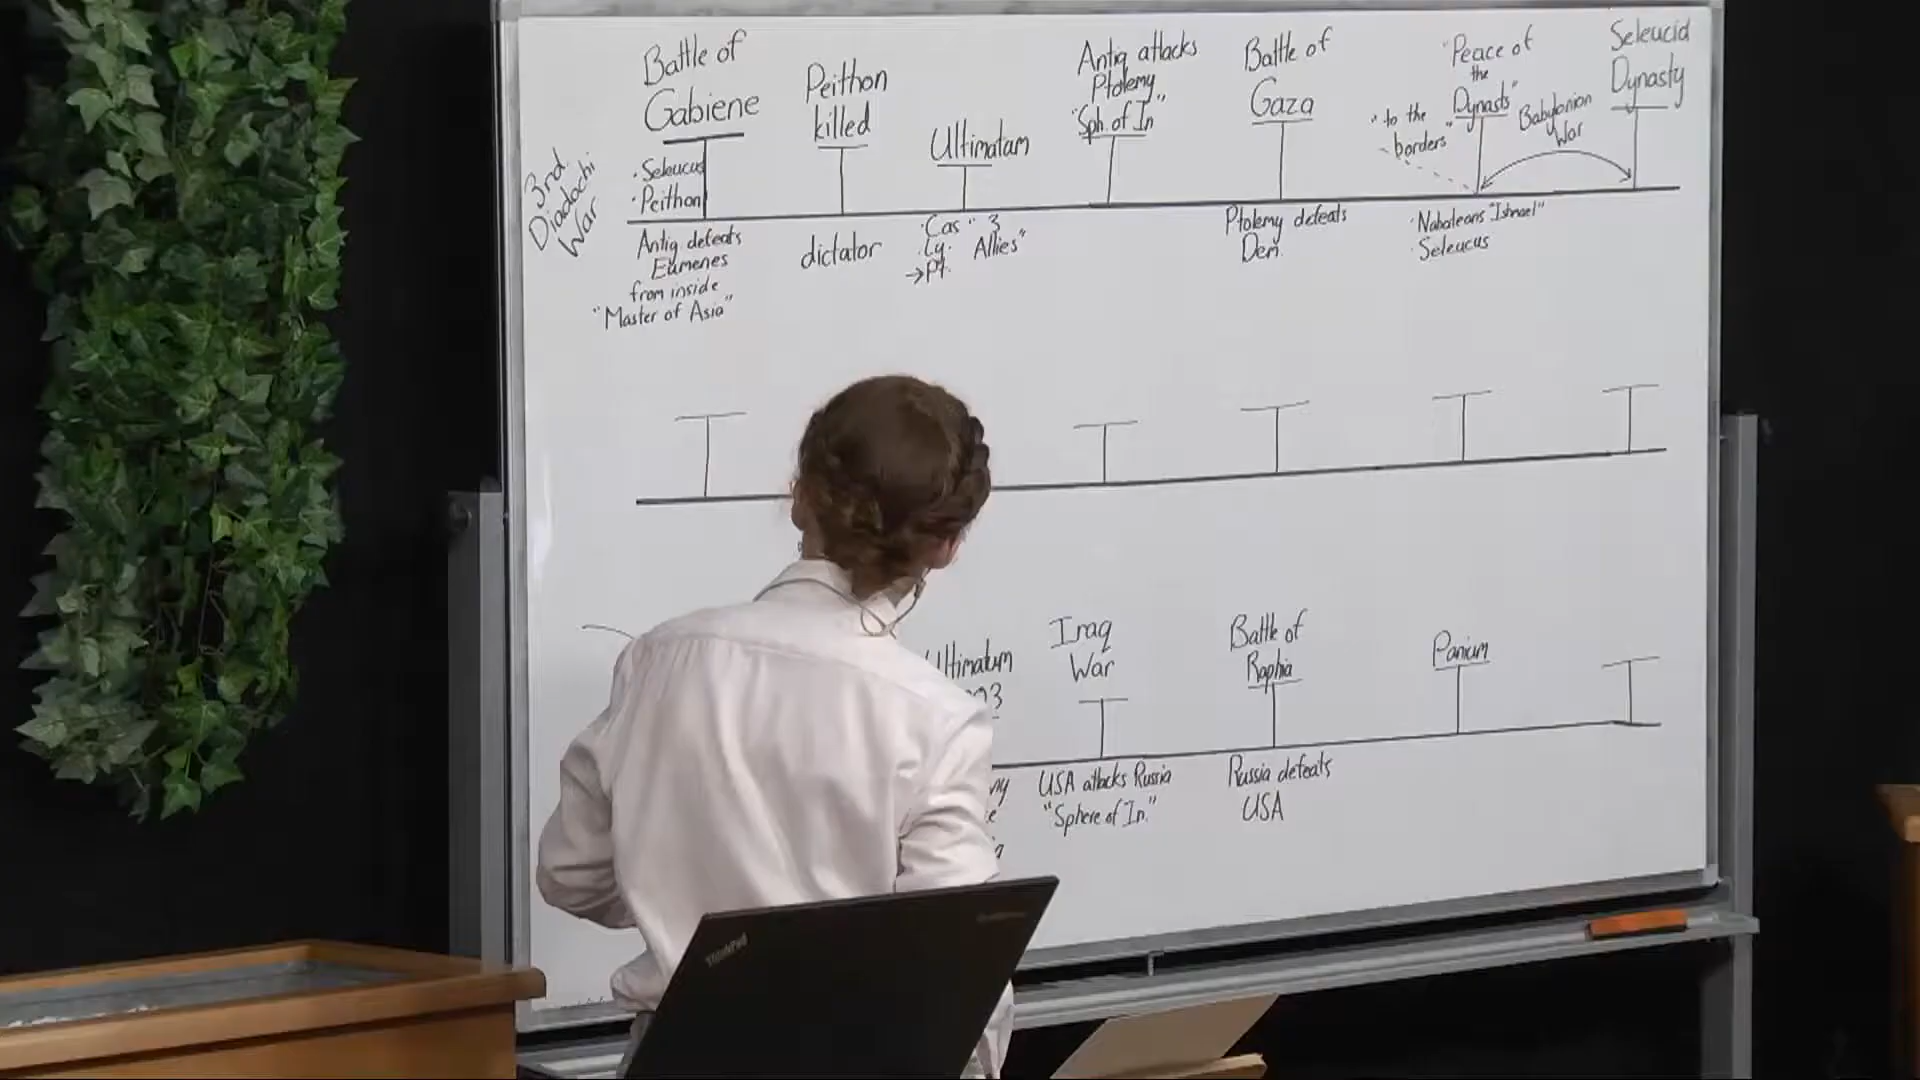 3rd
Diadachi
War
Battle of
Gabiene
· Seleucus
· Peithon
Antig. defeats
Eumenes
from inside
"Master of Asia"
Peithon
killed
dictator
Ultimatam
· Cas " 3
· Ly. Allies"
→ Pt.
Antig attacks
Ptolemy
"Sph. of In."
Battle of
Gaza
Ptolemy defeats
Dem.
"to the
borders"
"Peace of
the
Dynasts"
· Nabateans "Ishmael"
· Seleucus
Babylonian
War
Seleucid
Dynasty
Ultimatum
Iraq
War
USA attacks Russia
"Sphere of In."
Battle of
Raphia
Russia defeats
USA
Panium
ThinkPad